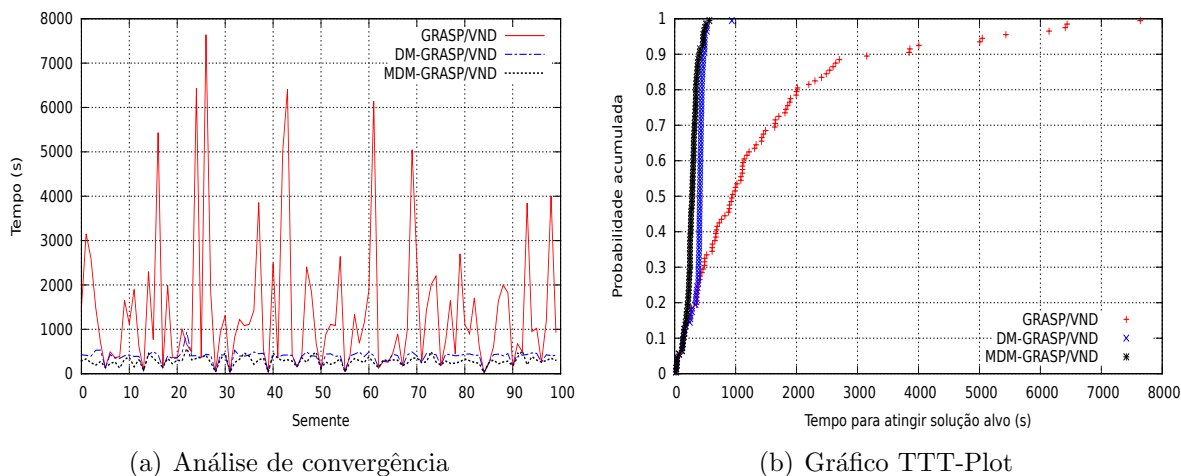 8000
7000
6000
5000
4000
3000
2000
1000
0
Tempo (s)
GRASP/VND
DM-GRASP/VND
MDM-GRASP/VND
0 10 20 30 40 50 60 70 80 90 100
Semente
(a) Análise de convergência
1
0.9
0.8
0.7
0.6
0.5
0.4
0.3
0.2
0.1
0
Probabilidade acumulada
GRASP/VND
DM-GRASP/VND
MDM-GRASP/VND
0 1000 2000 3000 4000 5000 6000 7000 8000
Tempo para atingir solução alvo (s)
(b) Gráfico TTT-Plot